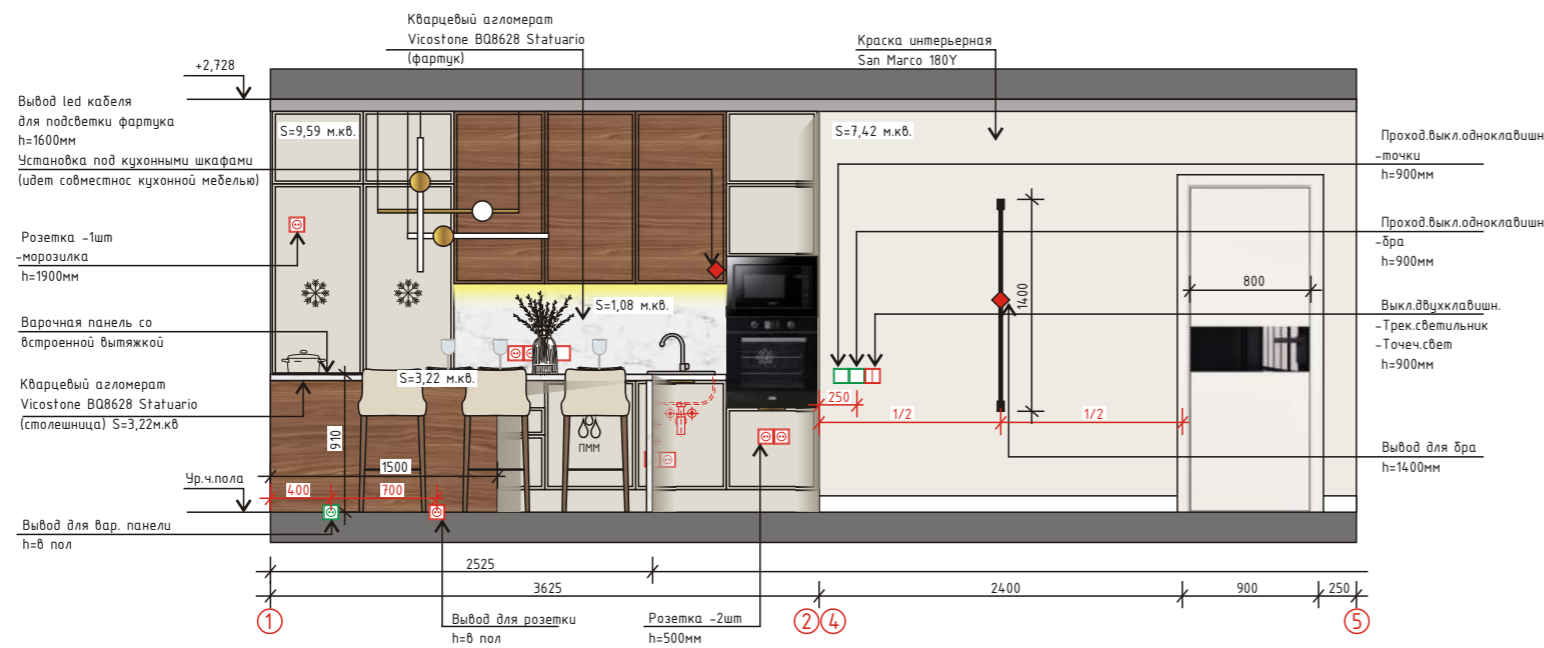 Кварцевый агломерат
Vicostone BQ8628 Statuario
(фартук)
Краска интерьерная
San Marco 180Y
+2,728
Вывод led кабеля
для подсветки фартука
h=1600мм
Установка под кухонными шкафами
(идет совместнос кухонной мебелью)
S=9,59 м.кв.
S=7,42 м.кв.
Проход.выкл.одноклавишн
-точки
h=900мм
Розетка -1шт
-морозилка
h=1900мм
Проход.выкл.одноклавишн
-бра
h=900мм
800
1400
S=1,08 м.кв.
Варочная панель со
встроенной вытяжкой
Выкл.двухклавишн.
-Трек.светильник
-Точеч.свет
h=900мм
S=3,22 м.кв.
Кварцевый агломерат
Vicostone BQ8628 Statuario
(столешница) S=3,22м.кв
250
1/2
1/2
910
ПММ
Вывод для бра
h=1400мм
1500
Ур.ч.пола
400
700
Вывод для вар. панели
h=в пол
2525
3625
2400
900
250
1
2
4
5
Вывод для розетки
h=в пол
Розетка -2шт
h=500мм